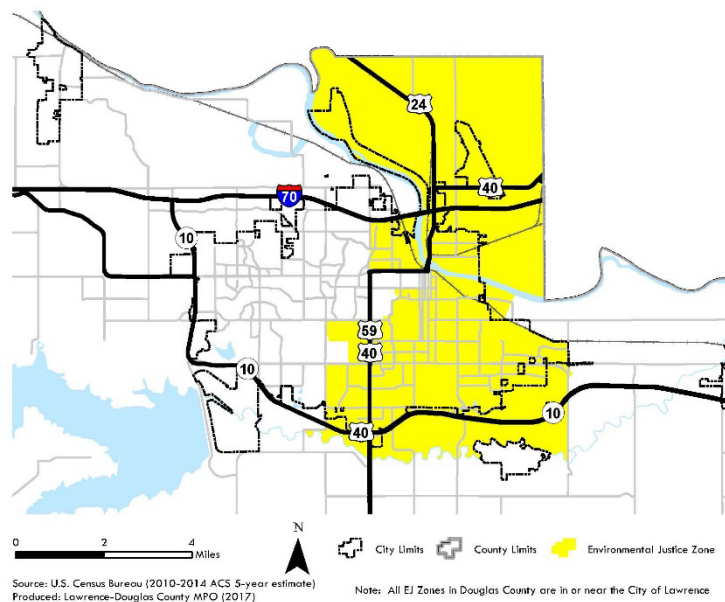 24
40
70
10
59
40
10
40
10
N
0 2 4
Miles
City Limits
County Limits
Environmental Justice Zone
Source: U.S. Census Bureau (2010-2014 ACS 5-year estimate)
Produced: Lawrence-Douglas County MPO (2017)
Note: All EJ Zones in Douglas County are in or near the City of Lawrence